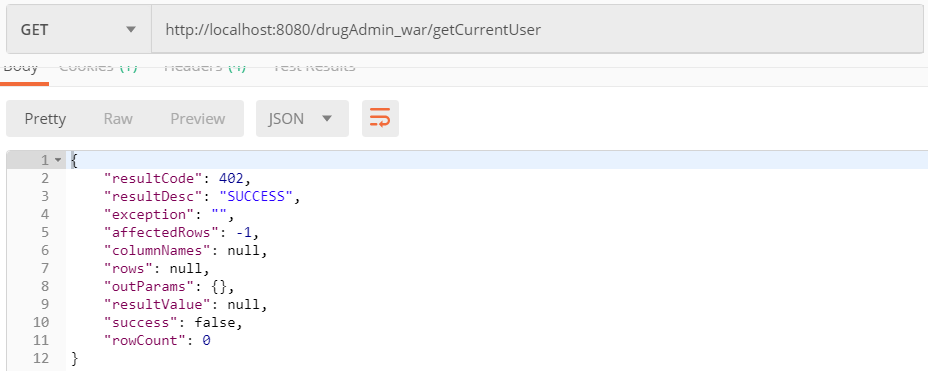 GET http://localhost:8080/drugAdmin_war/getCurrentUser
Body Cookies (1) Headers (4) Test Results
Pretty Raw Preview JSON
1 {
2 "resultCode": 402,
3 "resultDesc": "SUCCESS",
4 "exception": "",
5 "affectedRows": -1,
6 "columnNames": null,
7 "rows": null,
8 "outParams": {},
9 "resultValue": null,
10 "success": false,
11 "rowCount": 0
12 }